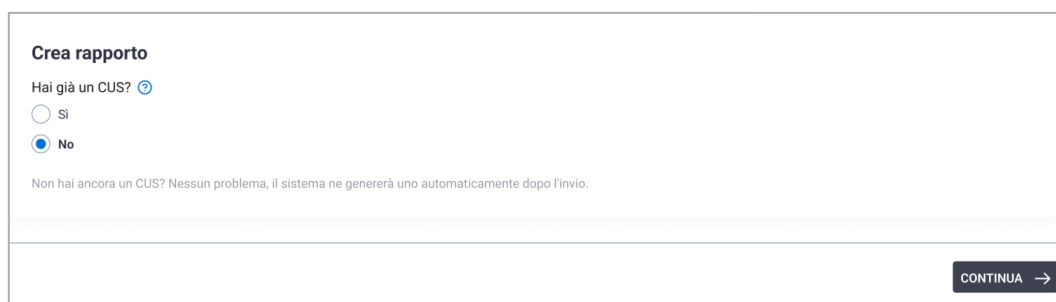 Crea rapporto
Hai già un CUS?
Sì
No
Non hai ancora un CUS? Nessun problema, il sistema ne genererà uno automaticamente dopo l'invio.
CONTINUA →